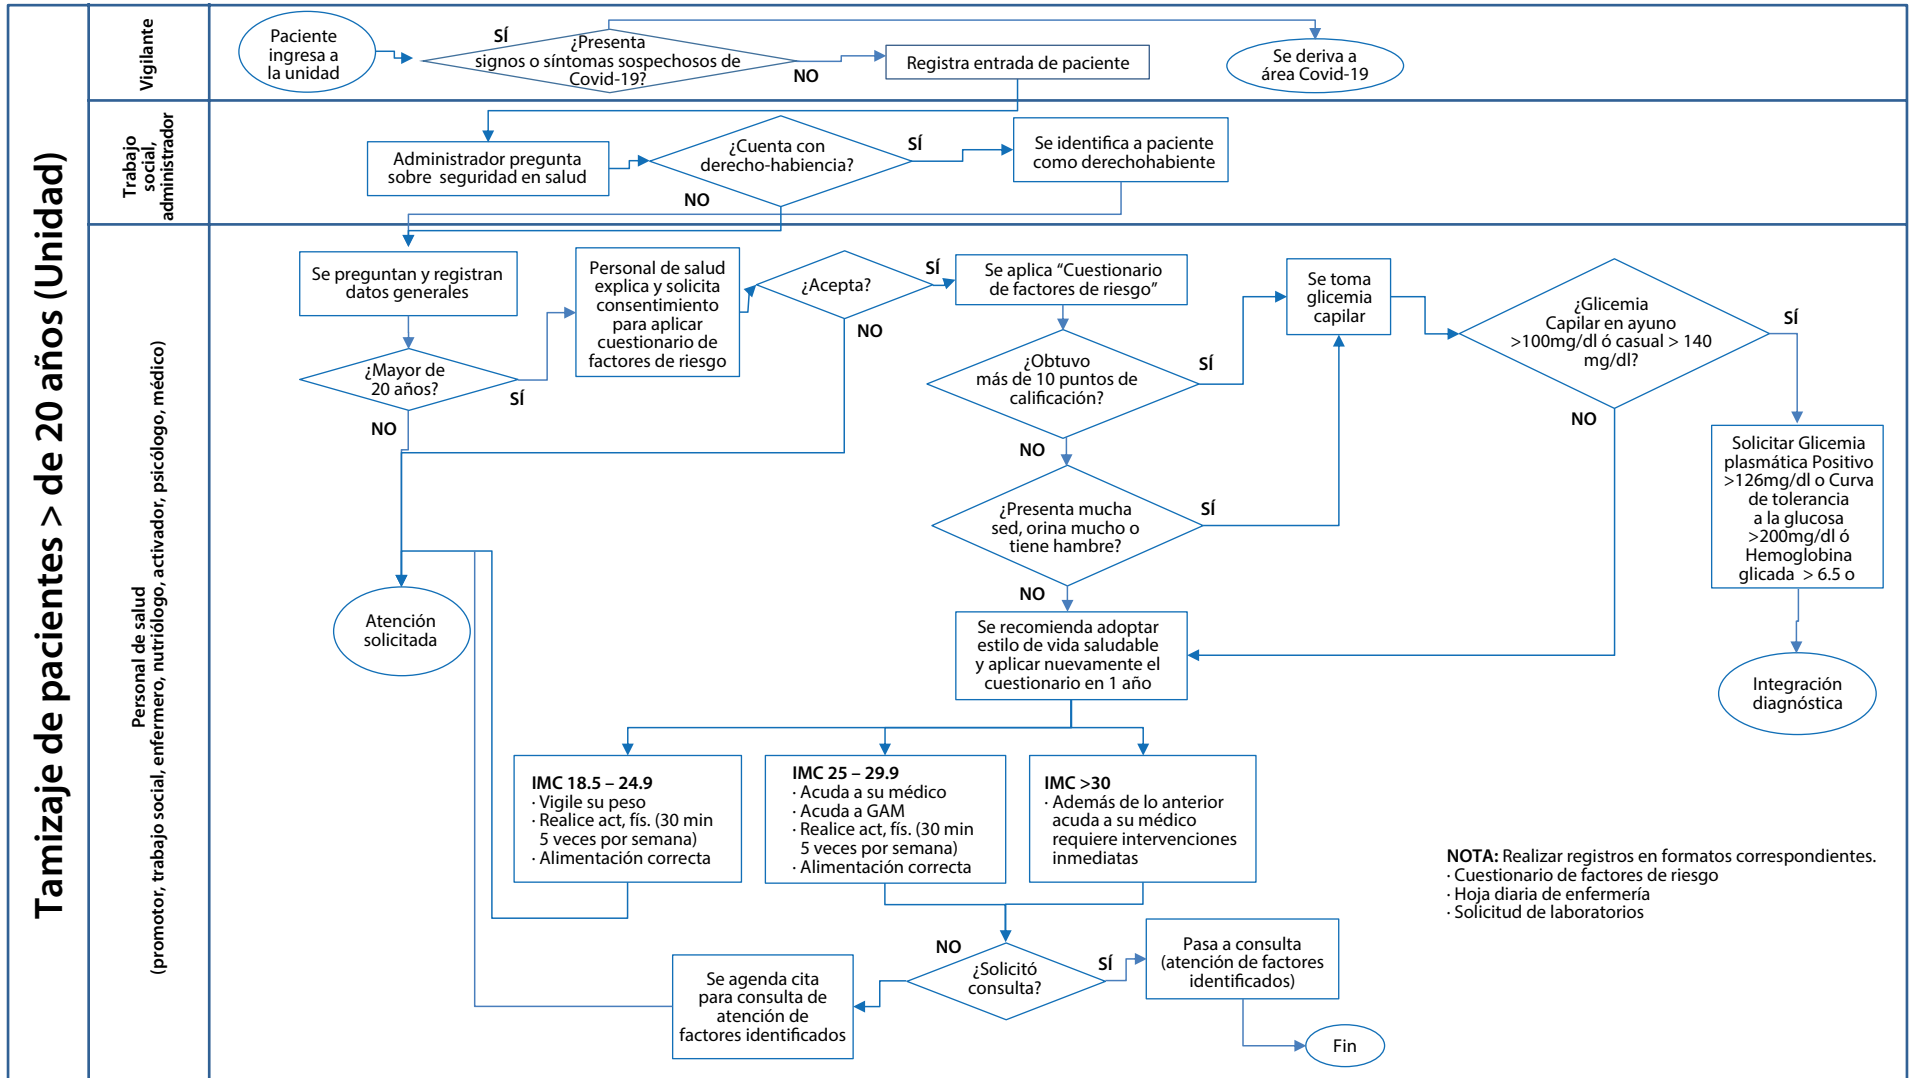 Tamizaje de pacientes > de 20 años (Unidad)
Vigilante
Paciente
ingresa a
la unidad
SÍ
¿Presenta
signos o síntomas sospechosos de
Covid-19?
NO
Registra entrada de paciente
Se deriva a
área Covid-19
Trabajo
social,
administrador
Administrador pregunta
sobre seguridad en salud
¿Cuenta con
derecho-habiencia?
SÍ
NO
Se identifica a paciente
como derechohabiente
Personal de salud
(promotor, trabajo social, enfermero, nutriólogo, activador, psicólogo, médico)
Se preguntan y registran
datos generales
¿Mayor de
20 años?
SÍ
NO
Personal de salud
explica y solicita
consentimiento
para aplicar
cuestionario de
factores de riesgo
¿Acepta?
SÍ
NO
Se aplica “Cuestionario
de factores de riesgo”
¿Obtuvo
más de 10 puntos de
calificación?
SÍ
NO
Se toma
glicemia
capilar
¿Glicemia
Capilar en ayuno
>100mg/dl ó casual > 140
mg/dl?
SÍ
NO
¿Presenta mucha
sed, orina mucho o
tiene hambre?
SÍ
NO
Solicitar Glicemia
plasmática Positivo
>126mg/dl o Curva
de tolerancia
a la glucosa
>200mg/dl ó
Hemoglobina
glicada > 6.5 o
Atención
solicitada
Se recomienda adoptar
estilo de vida saludable
y aplicar nuevamente el
cuestionario en 1 año
Integración
diagnóstica
IMC 18.5 – 24.9
· Vigile su peso
· Realice act, fís. (30 min
5 veces por semana)
· Alimentación correcta
IMC 25 – 29.9
· Acuda a su médico
· Acuda a GAM
· Realice act, fís. (30 min
5 veces por semana)
· Alimentación correcta
IMC >30
· Además de lo anterior
acuda a su médico
requiere intervenciones
inmediatas
NOTA: Realizar registros en formatos correspondientes.
· Cuestionario de factores de riesgo
· Hoja diaria de enfermería
· Solicitud de laboratorios
NO
¿Solicitó
consulta?
SÍ
Pasa a consulta
(atención de factores
identificados)
Se agenda cita
para consulta de
atención de
factores identificados
Fin